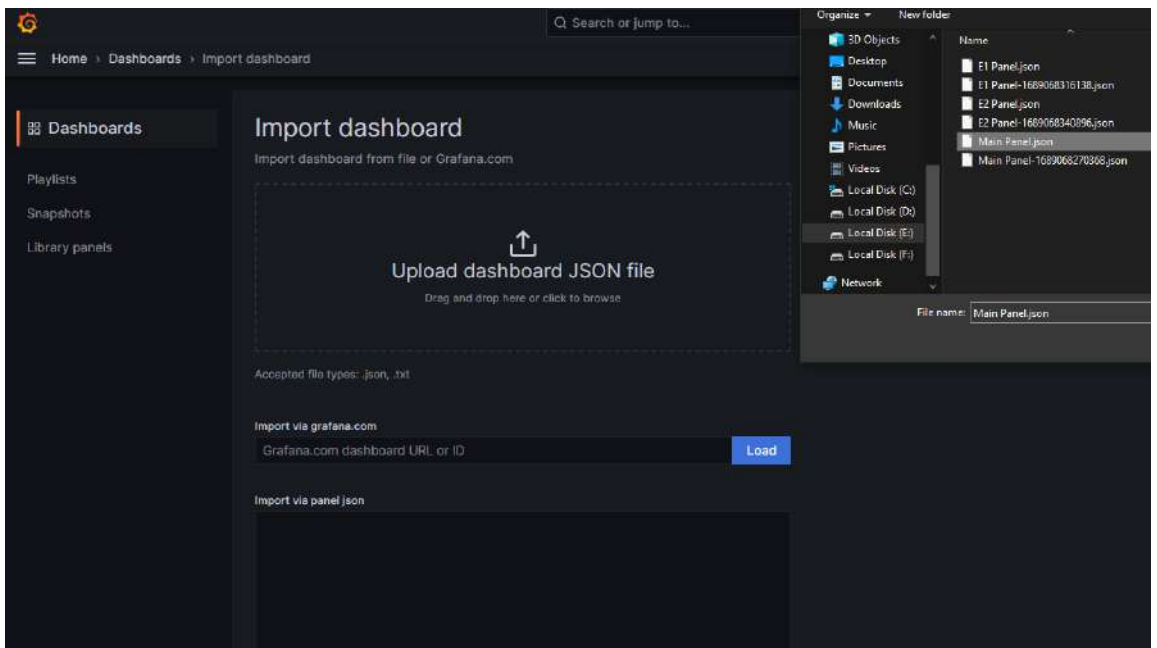 Search or jump to...
Home › Dashboards › Import dashboard
Dashboards
Playlists
Snapshots
Library panels
Import dashboard
Import dashboard from file or Grafana.com
Upload dashboard JSON file
Drag and drop here or click to browse
Accepted file types: .json, .txt
Import via grafana.com
Grafana.com dashboard URL or ID
Load
Import via panel json
Organize
New folder
3D Objects
Desktop
Documents
Downloads
Music
Pictures
Videos
Local Disk (C:)
Local Disk (D:)
Local Disk (E:)
Local Disk (F:)
Network
Name
E1 Panel.json
E1 Panel-1689068316138.json
E2 Panel.json
E2 Panel-1689068340896.json
Main Panel.json
Main Panel-1689068270368.json
File name: Main Panel.json